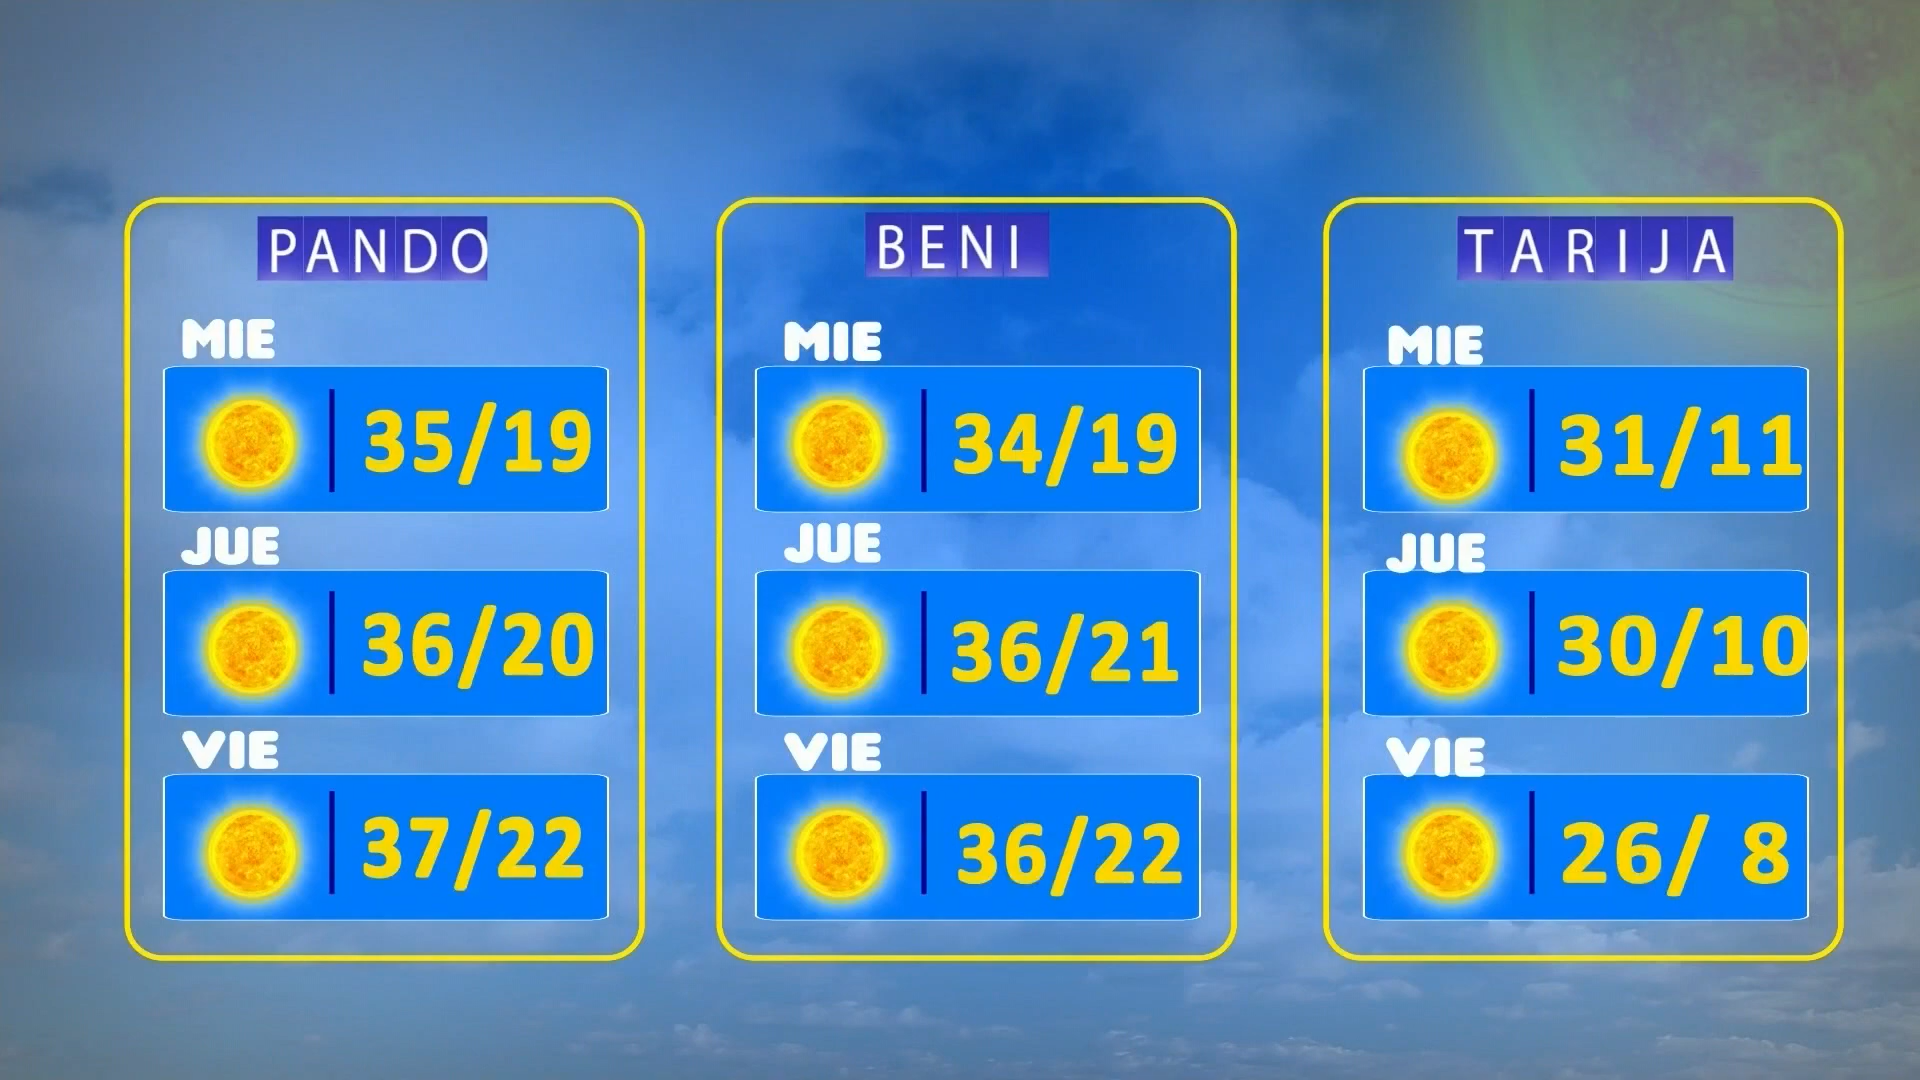 PANDO
MIE
35/19
JUE
36/20
VIE
37/22
BENI
MIE
34/19
JUE
36/21
VIE
36/22
TARIJA
MIE
31/11
JUE
30/10
VIE
26/ 8